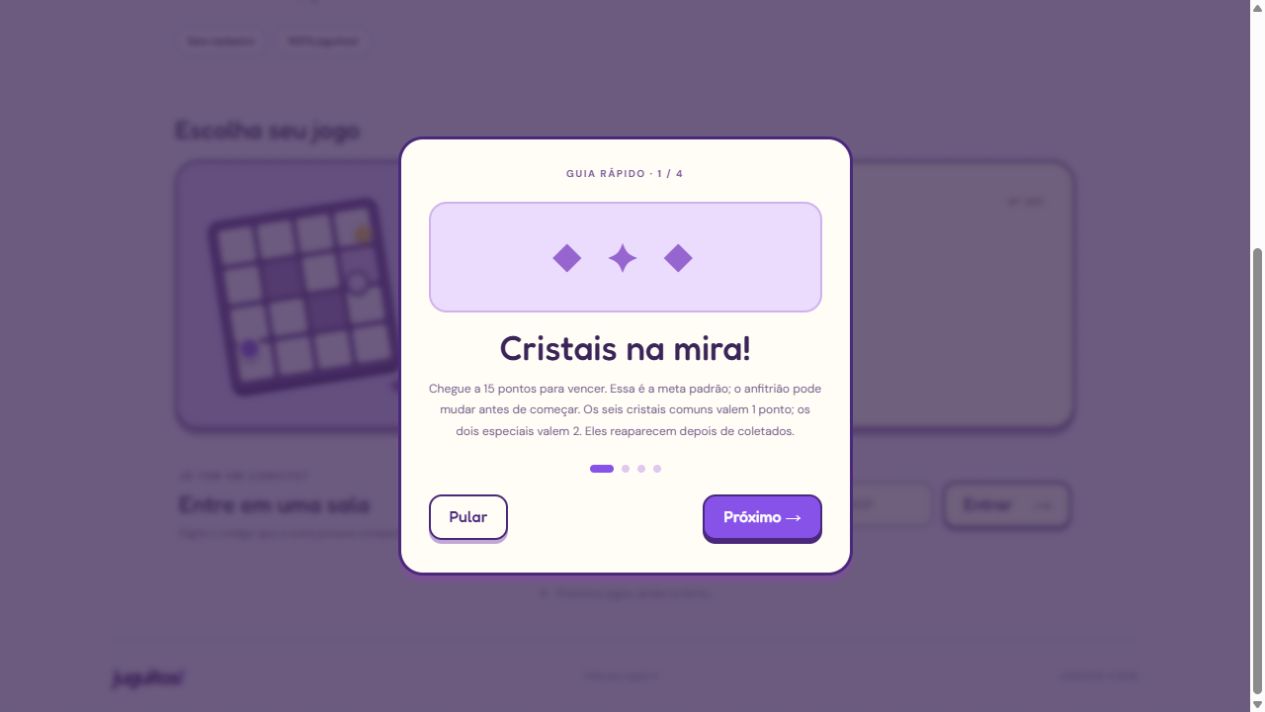 Escolha seu jogo
GUIA RÁPIDO · 1 / 4
Cristais na mira!
Chegue a 15 pontos para vencer. Essa é a meta padrão; o anfitrião pode
mudar antes de começar. Os seis cristais comuns valem 1 ponto; os
dois especiais valem 2. Eles reaparecem depois de coletados.
Entre em uma sala
Entrar →
Pular
Próximo →